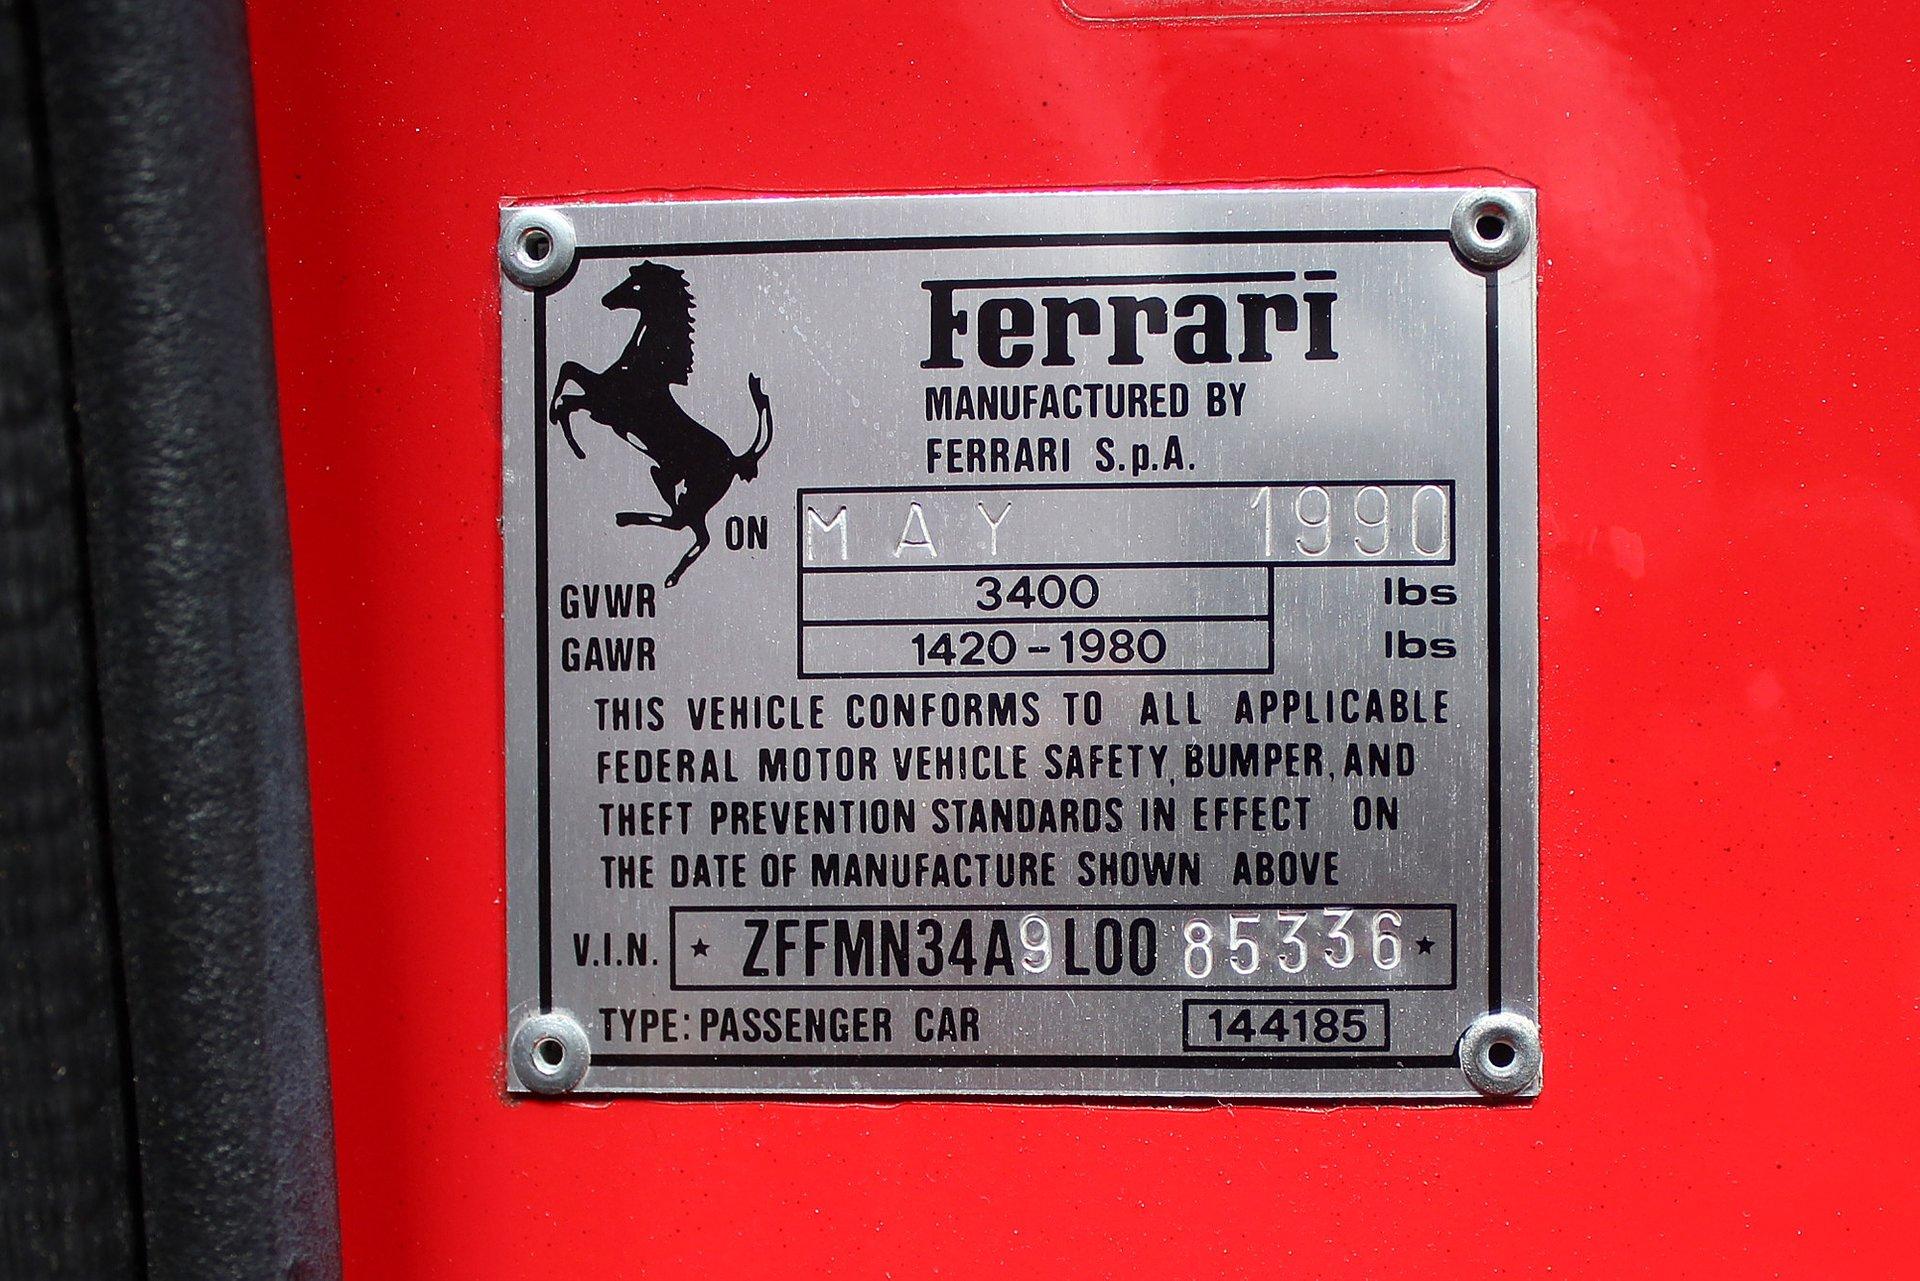 Ferrari
MANUFACTURED BY
FERRARI S.p.A.
ON MAY 1990
GVWR 3400 lbs
GAWR 1420-1980 lbs
THIS VEHICLE CONFORMS TO ALL APPLICABLE
FEDERAL MOTOR VEHICLE SAFETY, BUMPER, AND
THEFT PREVENTION STANDARDS IN EFFECT ON
THE DATE OF MANUFACTURE SHOWN ABOVE
V.I.N. ★ ZFFMN34A9L00 85336 ★
TYPE: PASSENGER CAR 144185